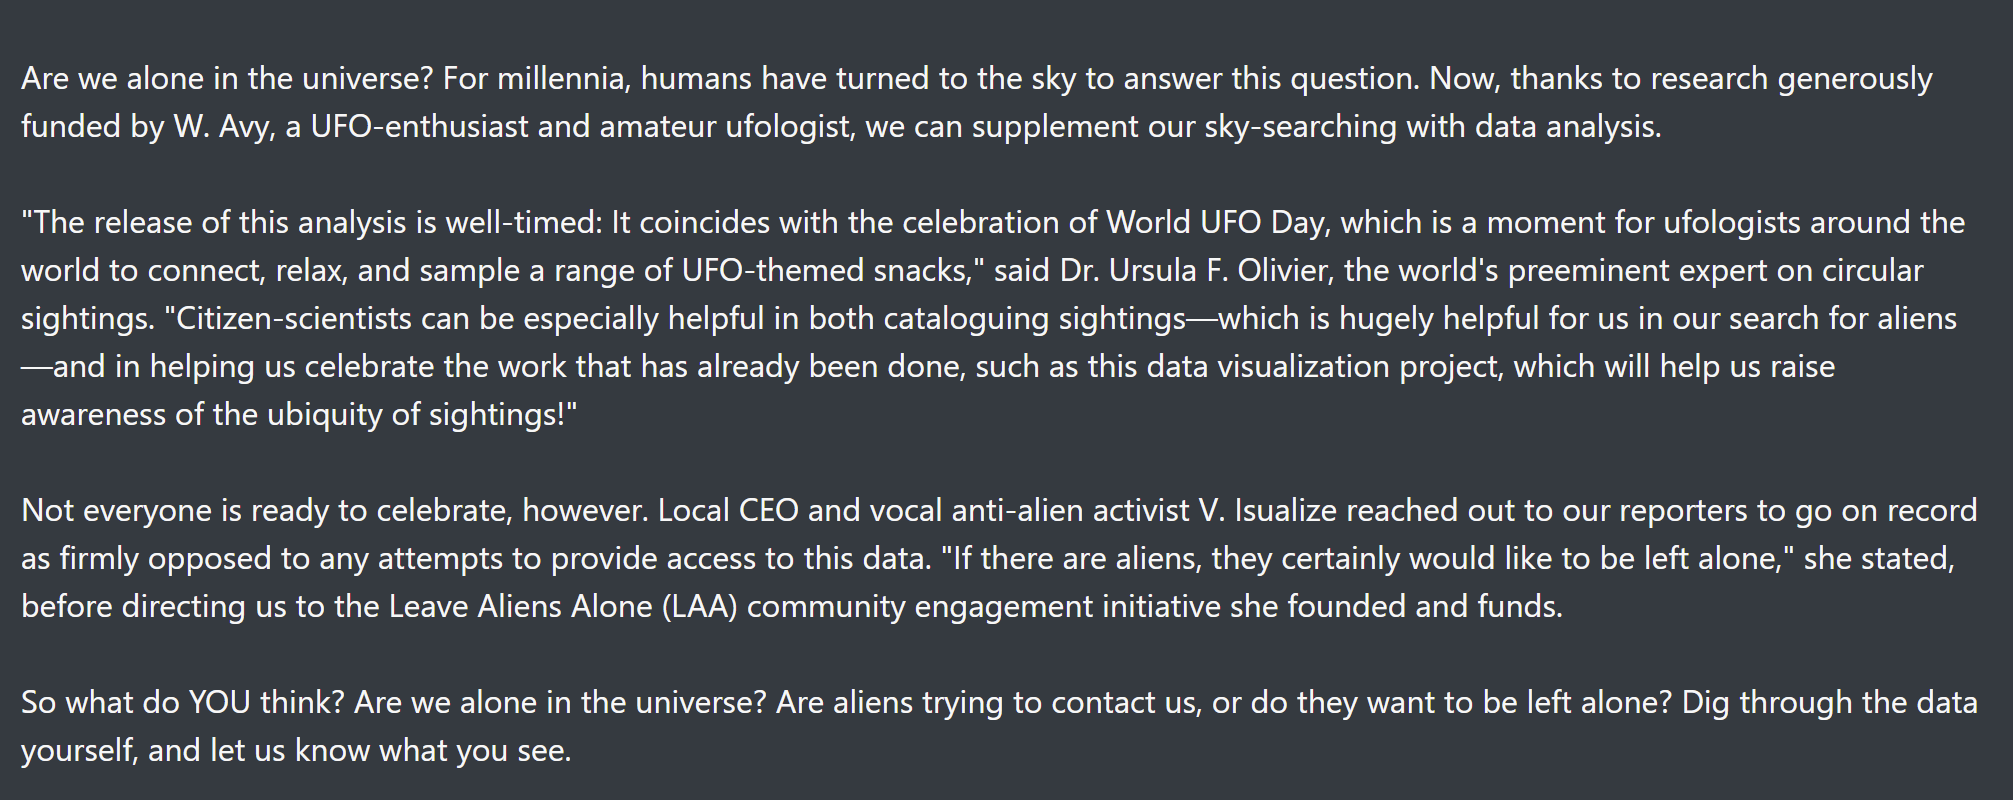 Are we alone in the universe? For millennia, humans have turned to the sky to answer this question. Now, thanks to research generously
funded by W. Avy, a UFO-enthusiast and amateur ufologist, we can supplement our sky-searching with data analysis.
"The release of this analysis is well-timed: It coincides with the celebration of World UFO Day, which is a moment for ufologists around the
world to connect, relax, and sample a range of UFO-themed snacks," said Dr. Ursula F. Olivier, the world's preeminent expert on circular
sightings. "Citizen-scientists can be especially helpful in both cataloguing sightings—which is hugely helpful for us in our search for aliens
—and in helping us celebrate the work that has already been done, such as this data visualization project, which will help us raise
awareness of the ubiquity of sightings!"
Not everyone is ready to celebrate, however. Local CEO and vocal anti-alien activist V. Isualize reached out to our reporters to go on record
as firmly opposed to any attempts to provide access to this data. "If there are aliens, they certainly would like to be left alone," she stated,
before directing us to the Leave Aliens Alone (LAA) community engagement initiative she founded and funds.
So what do YOU think? Are we alone in the universe? Are aliens trying to contact us, or do they want to be left alone? Dig through the data
yourself, and let us know what you see.